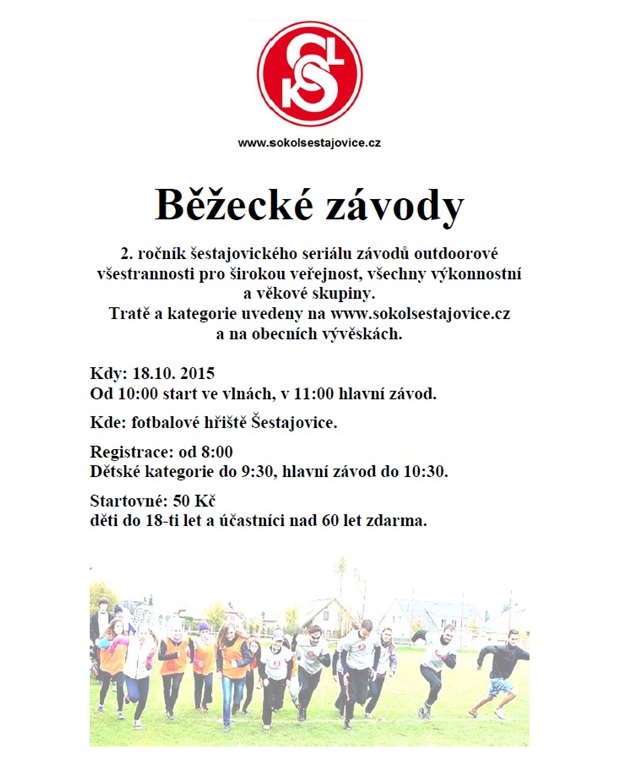 SOKOL
www.sokolsestajovice.cz
Běžecké závody
2. ročník šestajovického seriálu závodů outdoorové
všestrannosti pro širokou veřejnost, všechny výkonnostní
a věkové skupiny.
Tratě a kategorie uvedeny na www.sokolsestajovice.cz
a na obecních vývěskách.
Kdy: 18.10. 2015
Od 10:00 start ve vlnách, v 11:00 hlavní závod.
Kde: fotbalové hřiště Šestajovice.
Registrace: od 8:00
Dětské kategorie do 9:30, hlavní závod do 10:30.
Startovné: 50 Kč
děti do 18-ti let a účastníci nad 60 let zdarma.